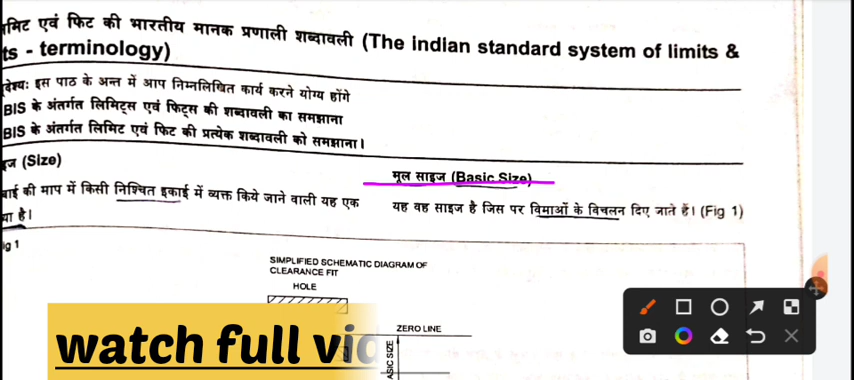 मिट एवं फिट की भारतीय मानक प्रणाली शब्दावली (The indian standard system of limits &
ts - terminology)
देश्यः इस पाठ के अन्त में आप निम्नलिखित कार्य करने योग्य होंगे
BIS के अंतर्गत लिमिट्स एवं फिट्स की शब्दावली का समझाना
BIS के अंतर्गत लिमिट एवं फिट की प्रत्येक शब्दावली को समझाना।
इज (Size)
बाई की माप में किसी निश्चित इकाई में व्यक्त किये जाने वाली यह एक
या है।
मूल साइज (Basic Size)
यह वह साइज है जिस पर विमाओं के विचलन दिए जाते हैं। (Fig 1)
ig 1
SIMPLIFIED SCHEMATIC DIAGRAM OF
CLEARANCE FIT
HOLE
ZERO LINE
ASIC SIZE
watch full vid